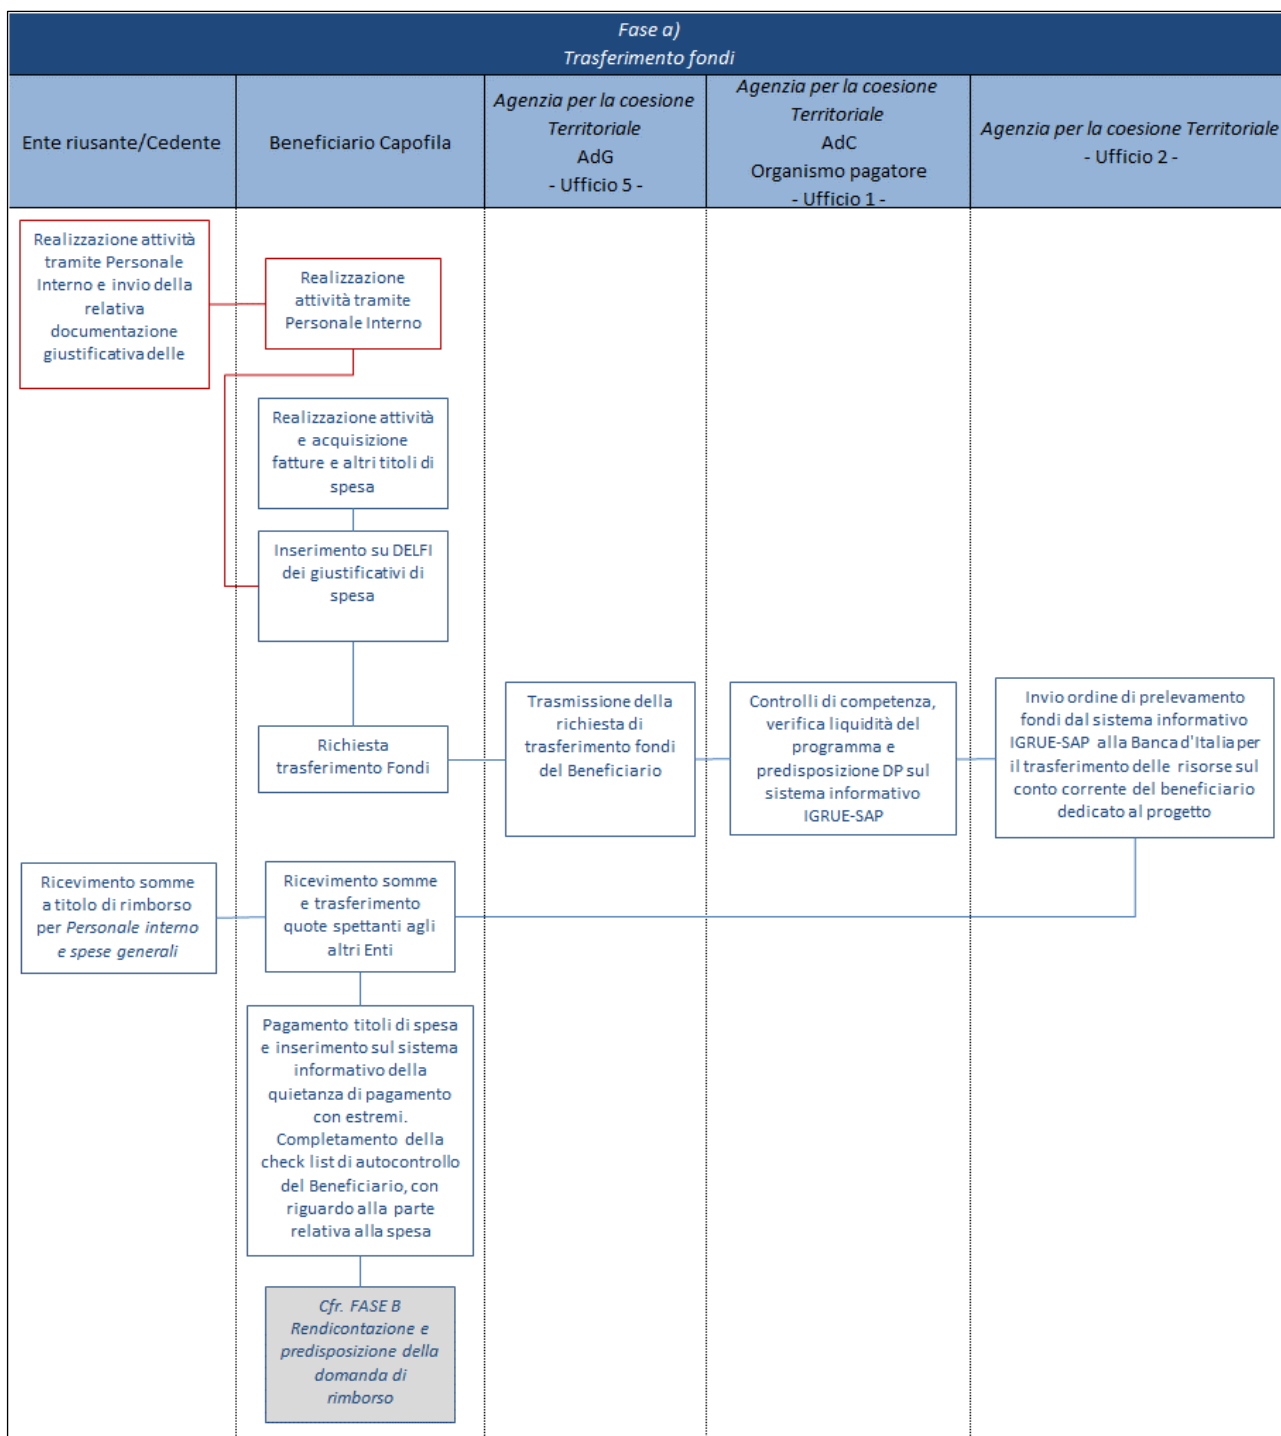 Fase a)
Trasferimento fondi
Ente riusante/Cedente
Beneficiario Capofila
Agenzia per la coesione
Territoriale
AdG
- Ufficio 5 -
Agenzia per la coesione
Territoriale
AdC
Organismo pagatore
- Ufficio 1 -
Agenzia per la coesione Territoriale
- Ufficio 2 -
Realizzazione attività
tramite Personale
Interno e invio della
relativa
documentazione
giustificativa delle
Realizzazione
attività tramite
Personale Interno
Realizzazione attività
e acquisizione
fatture e altri titoli di
spesa
Inserimento su DELFI
dei giustificativi di
spesa
Richiesta
trasferimento Fondi
Trasmissione della
richiesta di
trasferimento fondi
del Beneficiario
Controlli di competenza,
verifica liquidità del
programma e
predisposizione DP sul
sistema informativo
IGRUE-SAP
Invio ordine di prelevamento
fondi dal sistema informativo
IGRUE-SAP alla Banca d'Italia per
il trasferimento delle risorse sul
conto corrente del beneficiario
dedicato al progetto
Ricevimento somme
a titolo di rimborso
per Personale interno
e spese generali
Ricevimento somme
e trasferimento
quote spettanti agli
altri Enti
Pagamento titoli di spesa
e inserimento sul sistema
informativo della
quietanza di pagamento
con estremi.
Completamento della
check list di autocontrollo
del Beneficiario, con
riguardo alla parte
relativa alla spesa
Cfr. FASE B
Rendicontazione e
predisposizione della
domanda di
rimborso